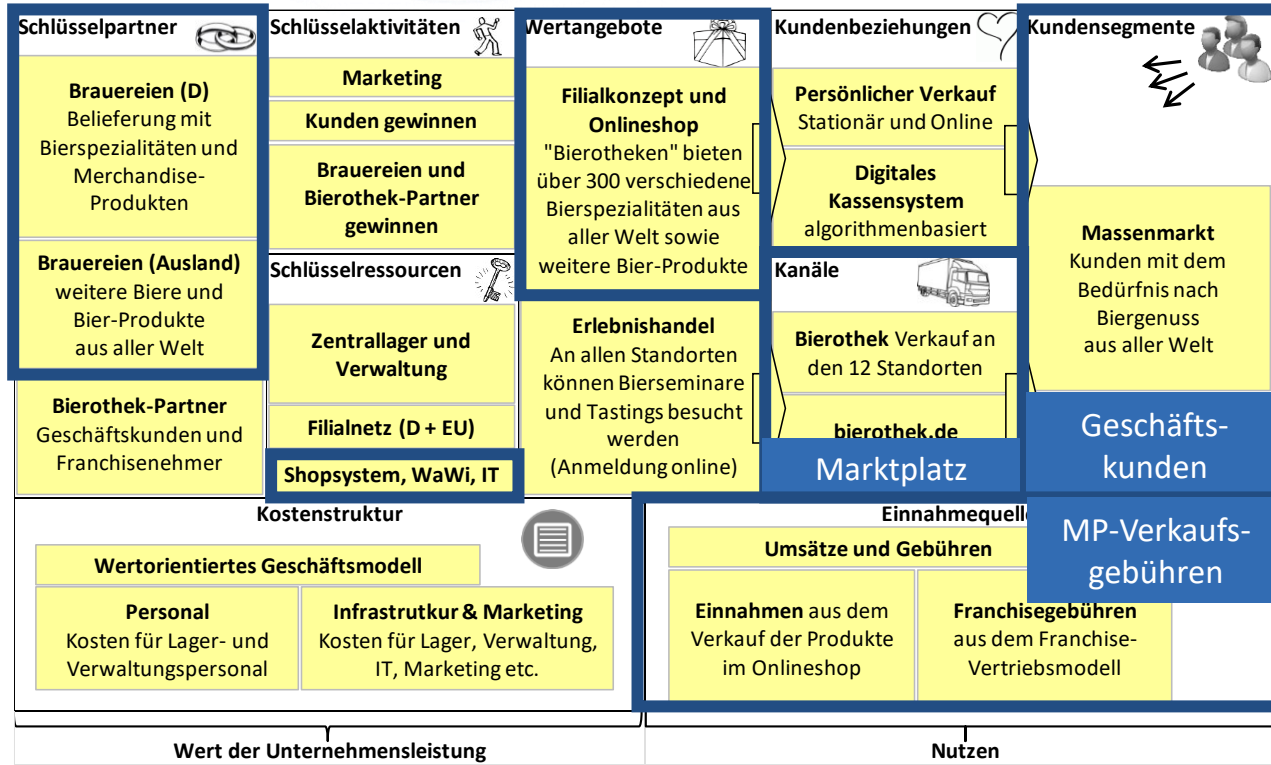 Schlüsselpartner
Brauereien (D)
Belieferung mit
Bierspezialitäten und
Merchandise-
Produkten
Brauereien (Ausland)
weitere Biere und
Bier-Produkte
aus aller Welt
Bierothek-Partner
Geschäftskunden und
Franchisenehmer
Schlüsselaktivitäten
Marketing
Kunden gewinnen
Brauereien und
Bierothek-Partner
gewinnen
Schlüsselressourcen
Zentrallager und
Verwaltung
Filialnetz (D + EU)
Shopsystem, WaWi, IT
Wertangebote
Filialkonzept und
Onlineshop
"Bierotheken" bieten
über 300 verschiedene
Bierspezialitäten aus
aller Welt sowie
weitere Bier-Produkte
Erlebnishandel
An allen Standorten
können Bierseminare
und Tastings besucht
werden
(Anmeldung online)
Kundenbeziehungen
Persönlicher Verkauf
Stationär und Online
Digitales
Kassensystem
algorithmenbasiert
Kanäle
Bierothek Verkauf an
den 12 Standorten
bierothek.de
Marktplatz
Kundensegmente
Massenmarkt
Kunden mit dem
Bedürfnis nach
Biergenuss
aus aller Welt
Geschäfts-
kunden
Kostenstruktur
Wertorientiertes Geschäftsmodell
Personal
Kosten für Lager- und
Verwaltungspersonal
Infrastrutkur & Marketing
Kosten für Lager, Verwaltung,
IT, Marketing etc.
Einnahmequelle
MP-Verkaufs-
gebühren
Umsätze und Gebühren
Einnahmen aus dem
Verkauf der Produkte
im Onlineshop
Franchisegebühren
aus dem Franchise-
Vertriebsmodell
Wert der Unternehmensleistung
Nutzen